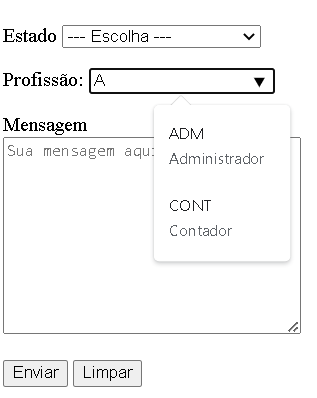 Estado --- Escolha ---
Profissão: A
ADM
Administrador
CONT
Contador
Mensagem
Sua mensagem aqui
Enviar Limpar